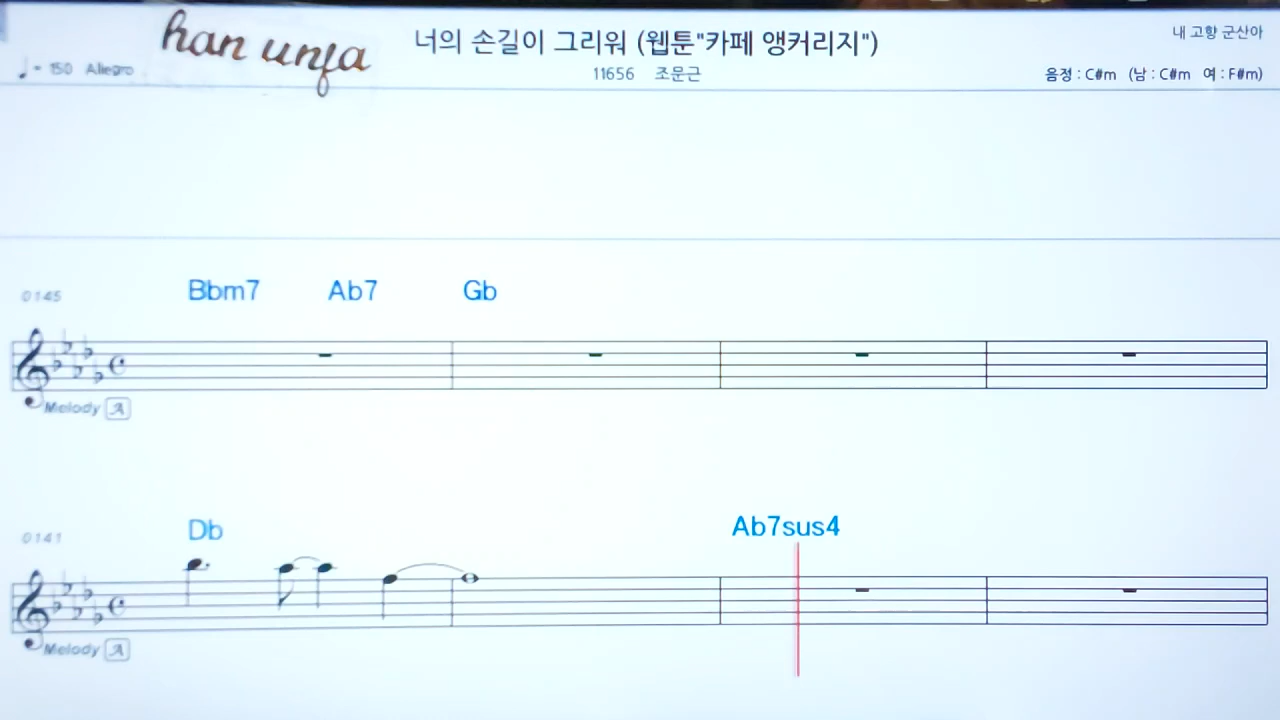 han unfa
너의 손길이 그리워 (웹툰"카페 앵커리지")
내 고향 군산아
♩= 150 Allegro
11656 조문근
음정 : C#m (남 : C#m 여 : F#m)
0145
Bbm7 Ab7 Gb
Melody A
0141
Db Ab7sus4
Melody A